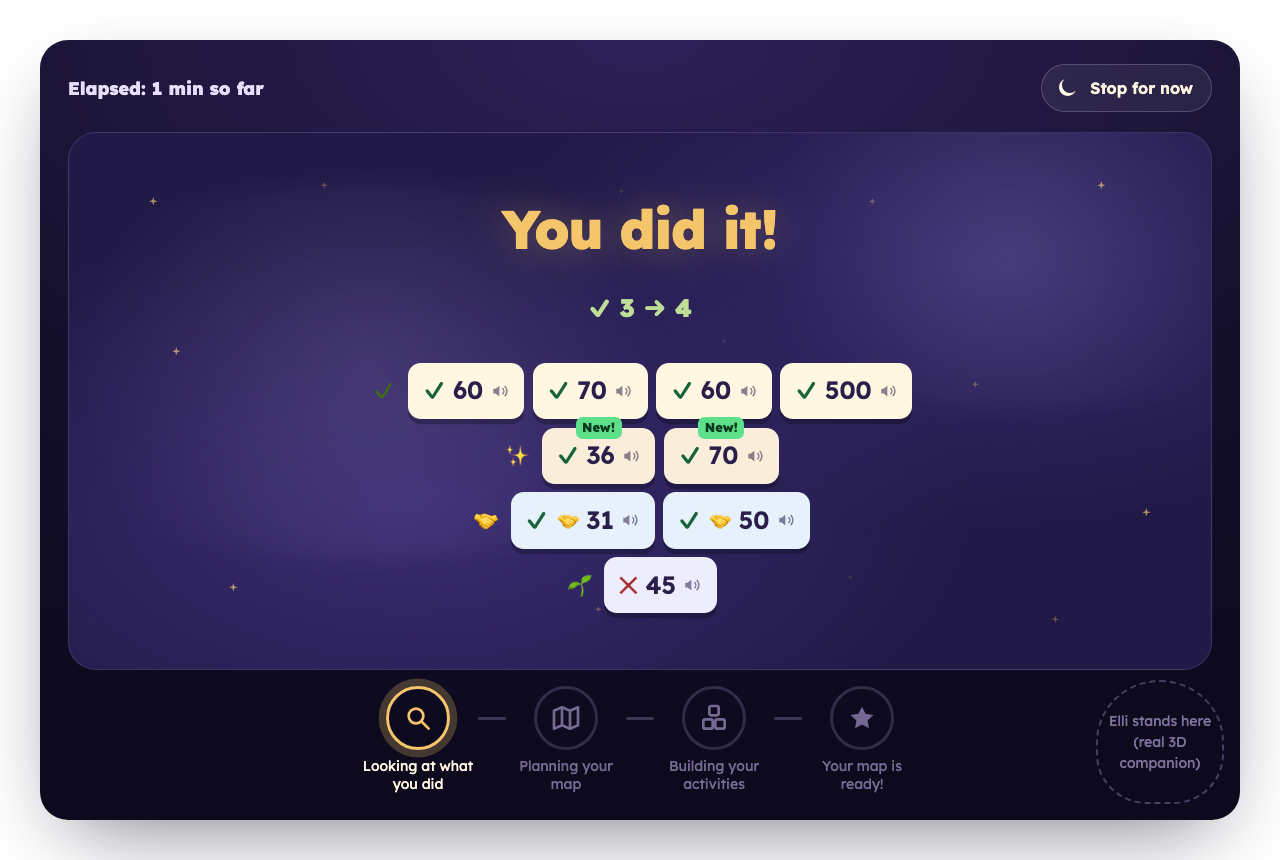 Elapsed: 1 min so far
Stop for now
You did it!
✓ 3 → 4
✓ ✓ 60 ✓ 70 ✓ 60 ✓ 500
New! New!
✨ ✓ 36 ✓ 70
🤝 ✓ 🤝 31 ✓ 🤝 50
🌱 ✕ 45
Looking at what
you did
Planning your
map
Building your
activities
Your map is
ready!
Elli stands here
(real 3D
companion)